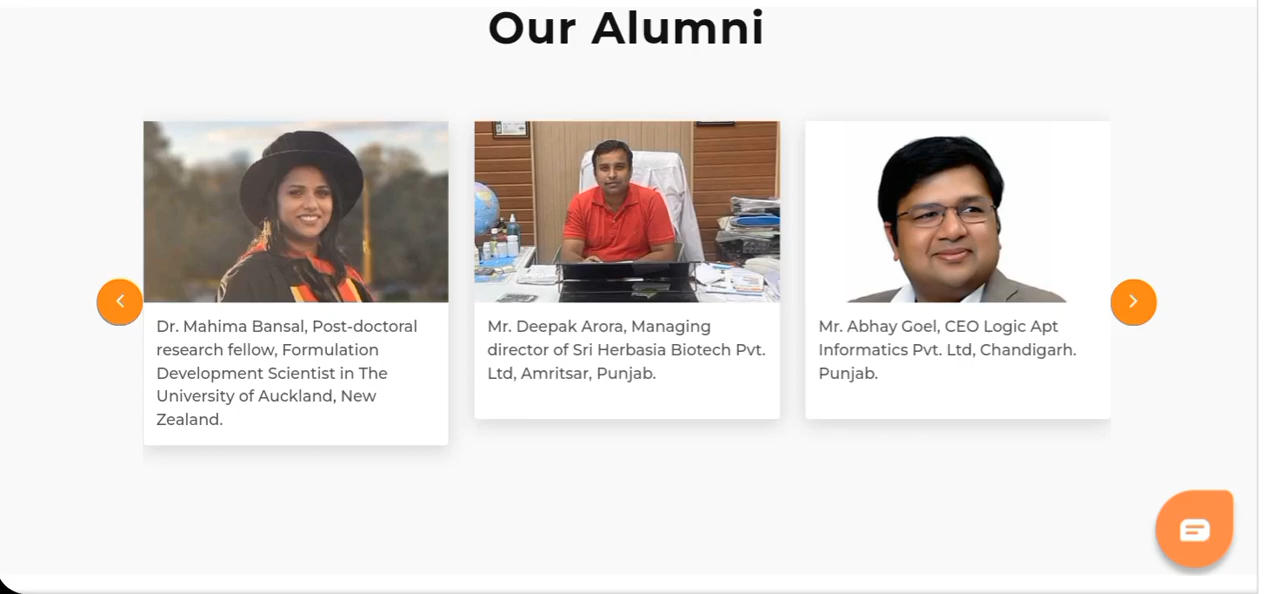 Our Alumni
Dr. Mahima Bansal, Post-doctoral
research fellow, Formulation
Development Scientist in The
University of Auckland, New
Zealand.
Mr. Deepak Arora, Managing
director of Sri Herbasia Biotech Pvt.
Ltd, Amritsar, Punjab.
Mr. Abhay Goel, CEO Logic Apt
Informatics Pvt. Ltd, Chandigarh.
Punjab.